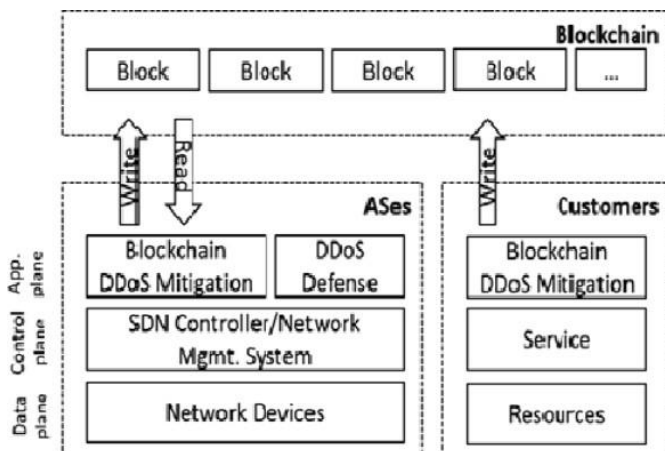 Blockchain
Block Block Block Block ...
Write Read Write
ASes Customers
App. plane
Blockchain DDoS Mitigation
DDoS Defense
Blockchain DDoS Mitigation
Control plane
SDN Controller/Network Mgmt. System
Service
Data plane
Network Devices
Resources